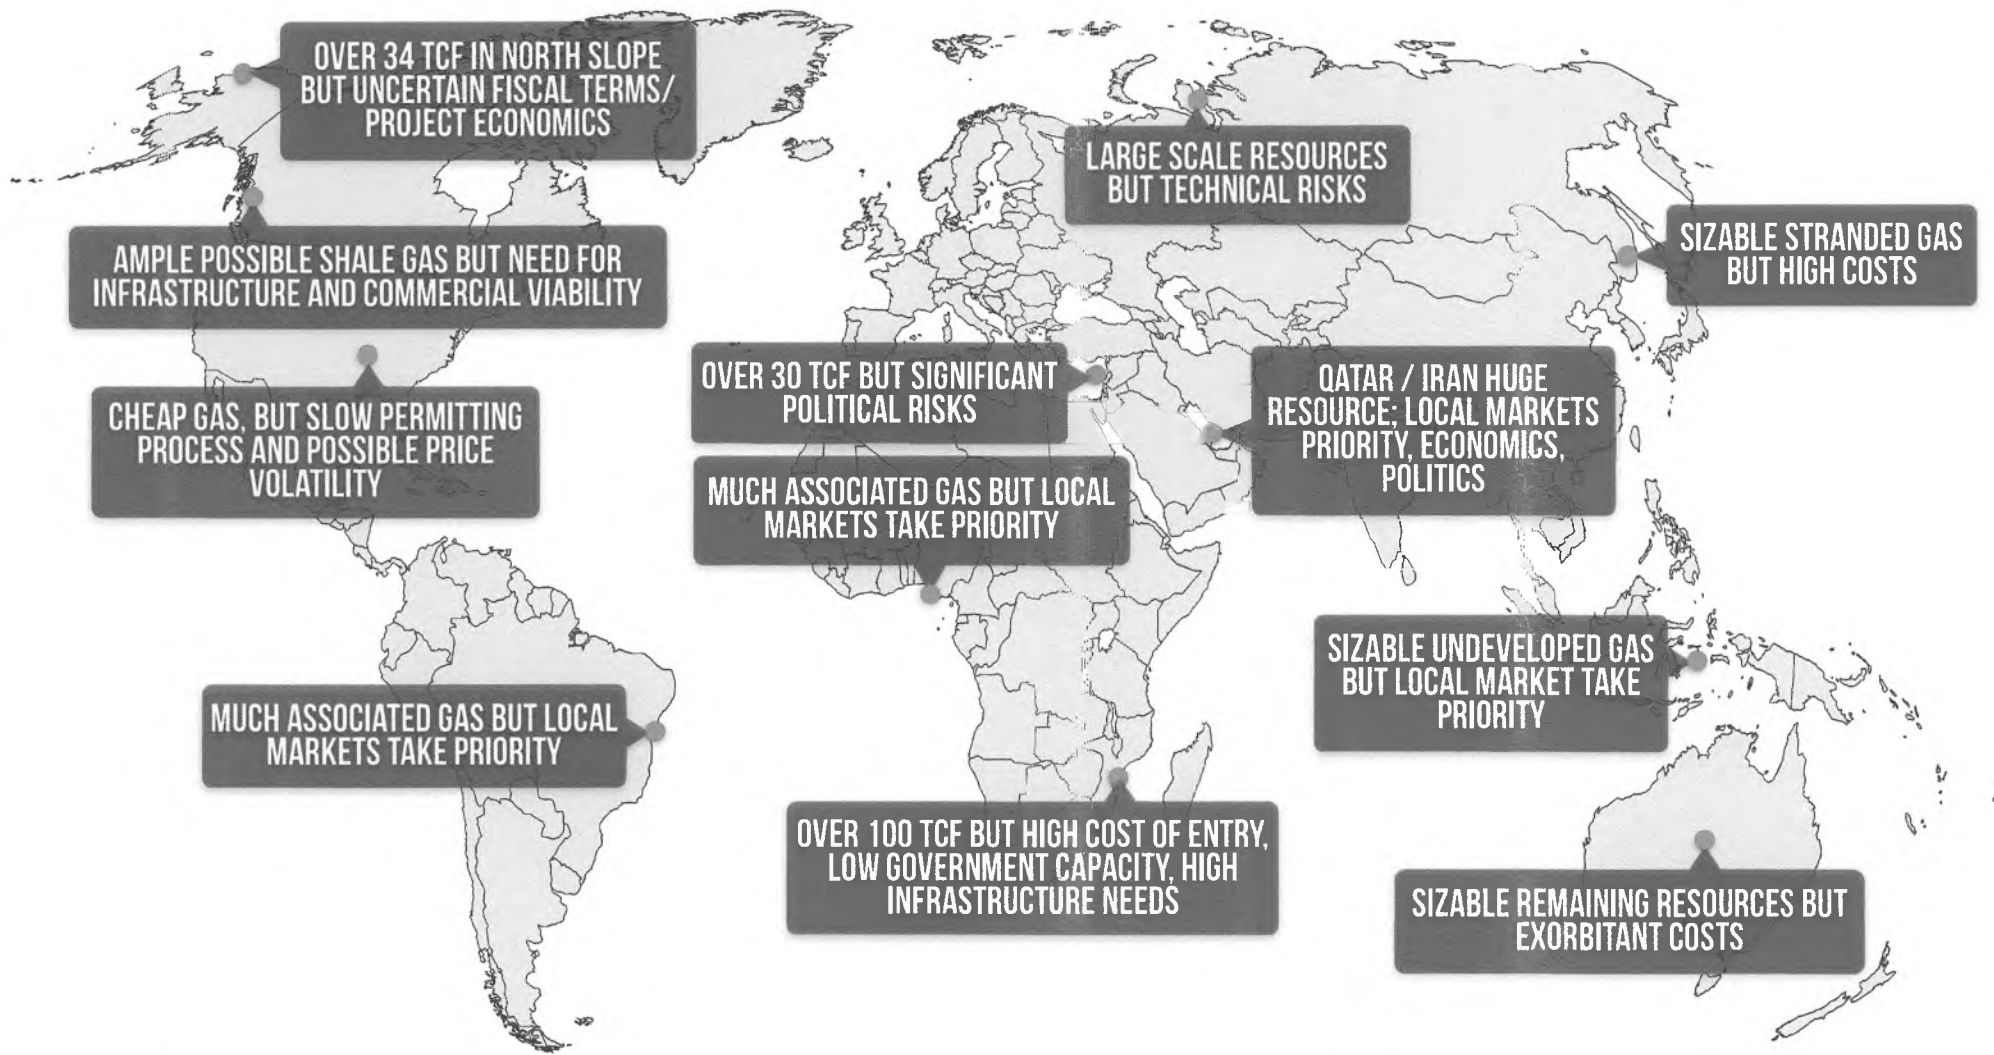 OVER 34 TCF IN NORTH SLOPE
BUT UNCERTAIN FISCAL TERMS/
PROJECT ECONOMICS
LARGE SCALE RESOURCES
BUT TECHNICAL RISKS
AMPLE POSSIBLE SHALE GAS BUT NEED FOR
INFRASTRUCTURE AND COMMERCIAL VIABILITY
SIZABLE STRANDED GAS
BUT HIGH COSTS
CHEAP GAS, BUT SLOW PERMITTING
PROCESS AND POSSIBLE PRICE
VOLATILITY
OVER 30 TCF BUT SIGNIFICANT
POLITICAL RISKS
QATAR / IRAN HUGE
RESOURCE; LOCAL MARKETS
PRIORITY, ECONOMICS,
POLITICS
MUCH ASSOCIATED GAS BUT LOCAL
MARKETS TAKE PRIORITY
SIZABLE UNDEVELOPED GAS
BUT LOCAL MARKET TAKE
PRIORITY
MUCH ASSOCIATED GAS BUT LOCAL
MARKETS TAKE PRIORITY
OVER 100 TCF BUT HIGH COST OF ENTRY,
LOW GOVERNMENT CAPACITY, HIGH
INFRASTRUCTURE NEEDS
SIZABLE REMAINING RESOURCES BUT
EXORBITANT COSTS